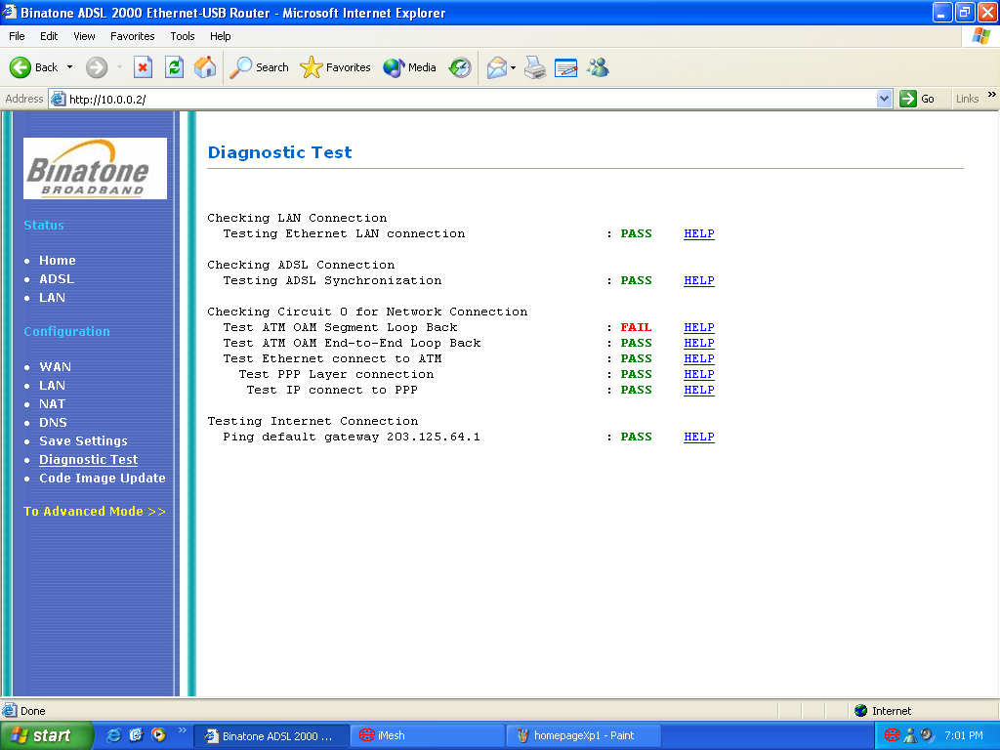 Binatone ADSL 2000 Ethernet-USB Router - Microsoft Internet Explorer
File Edit View Favorites Tools Help
Back Search Favorites Media
Address http://10.0.0.2/ Go Links »
Binatone
BROADBAND
Status
• Home
• ADSL
• LAN
Configuration
• WAN
• LAN
• NAT
• DNS
• Save Settings
• Diagnostic Test
• Code Image Update
To Advanced Mode >>
Diagnostic Test
Checking LAN Connection
Testing Ethernet LAN connection : PASS HELP
Checking ADSL Connection
Testing ADSL Synchronization : PASS HELP
Checking Circuit 0 for Network Connection
Test ATM OAM Segment Loop Back : FAIL HELP
Test ATM OAM End-to-End Loop Back : PASS HELP
Test Ethernet connect to ATM : PASS HELP
Test PPP Layer connection : PASS HELP
Test IP connect to PPP : PASS HELP
Testing Internet Connection
Ping default gateway 203.125.64.1 : PASS HELP
Done Internet
start » Binatone ADSL 2000 ... iMesh homepageXp1 - Paint 7:01 PM